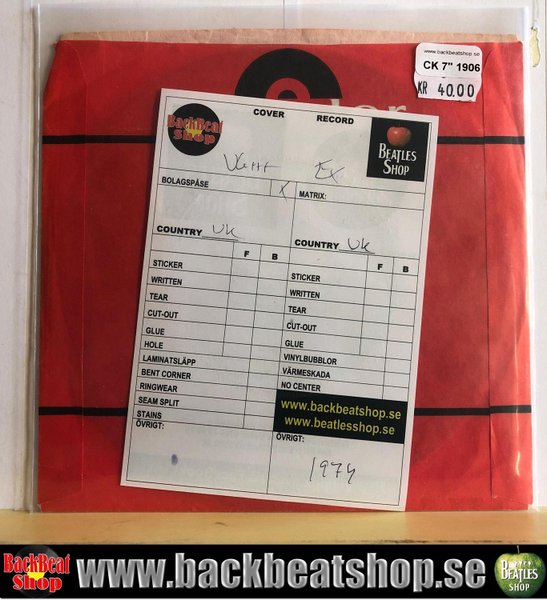 www.backbeatshop.se
CK 7" 1906
KR 40.00
BackBeat
Shop
COVER RECORD
BEATLES
SHOP
VG+++ Ex
BOLAGSPÅSE X MATRIX:
COUNTRY UK COUNTRY UK
F B F B
STICKER STICKER
WRITTEN WRITTEN
TEAR TEAR
CUT-OUT CUT-OUT
GLUE GLUE
HOLE VINYLBUBBLOR
LAMINATSLÄPP VÄRMESKADA
BENT CORNER NO CENTER
RINGWEAR
SEAM SPLIT
STAINS
www.backbeatshop.se
www.beatlesshop.se
ÖVRIGT: ÖVRIGT:
1974
BackBeat
Shop
www.backbeatshop.se
BEATLES
SHOP